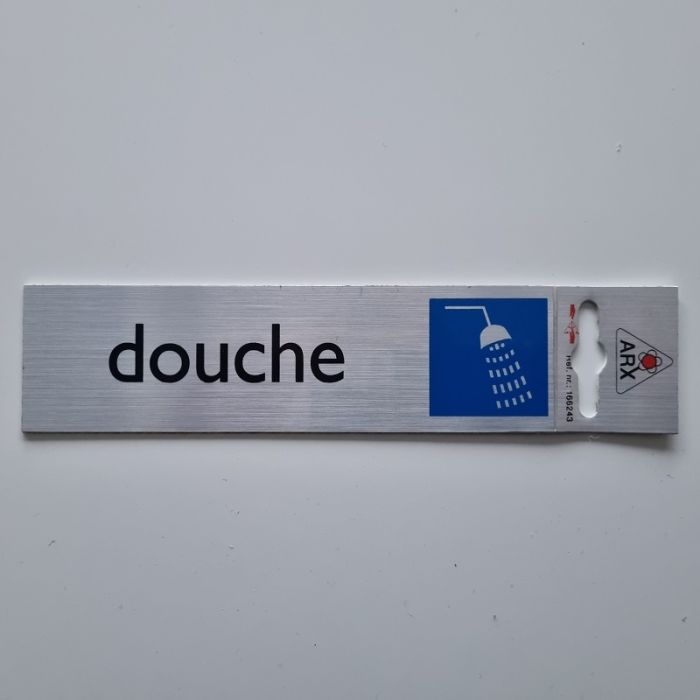 douche
Ref. nr.: 166243
ARX